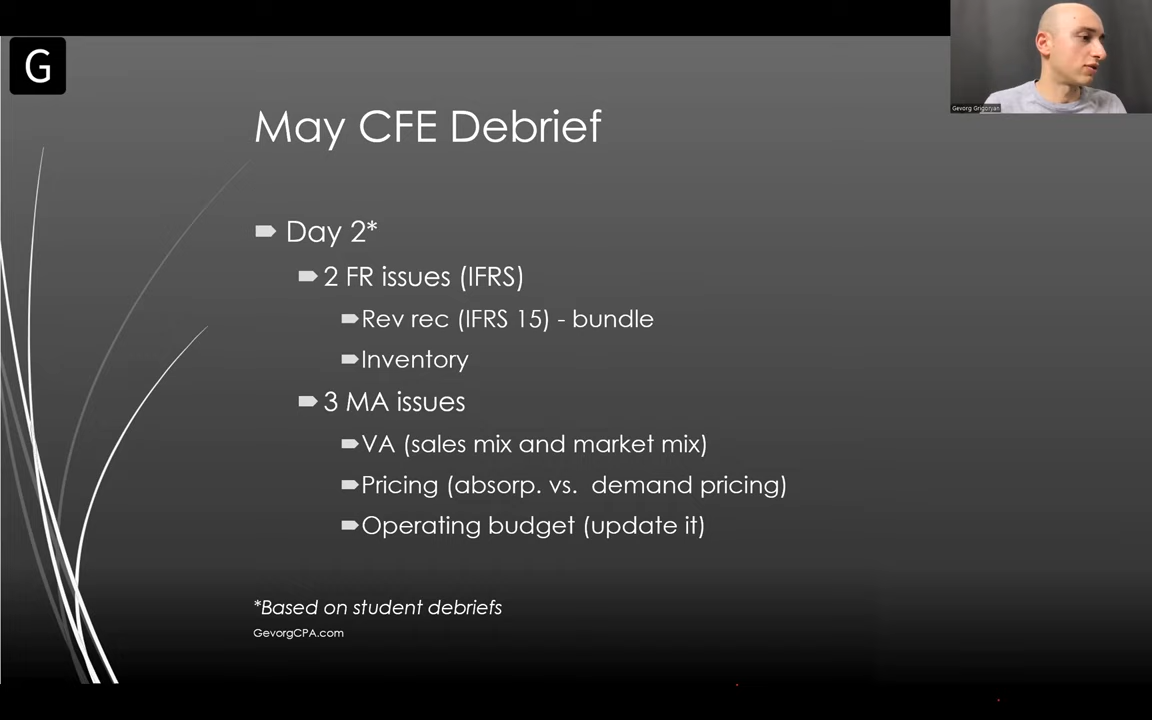 G
Gevorg Grigoryan
May CFE Debrief
Day 2*
2 FR issues (IFRS)
Rev rec (IFRS 15) - bundle
Inventory
3 MA issues
VA (sales mix and market mix)
Pricing (absorp. vs. demand pricing)
Operating budget (update it)
*Based on student debriefs
GevorgCPA.com